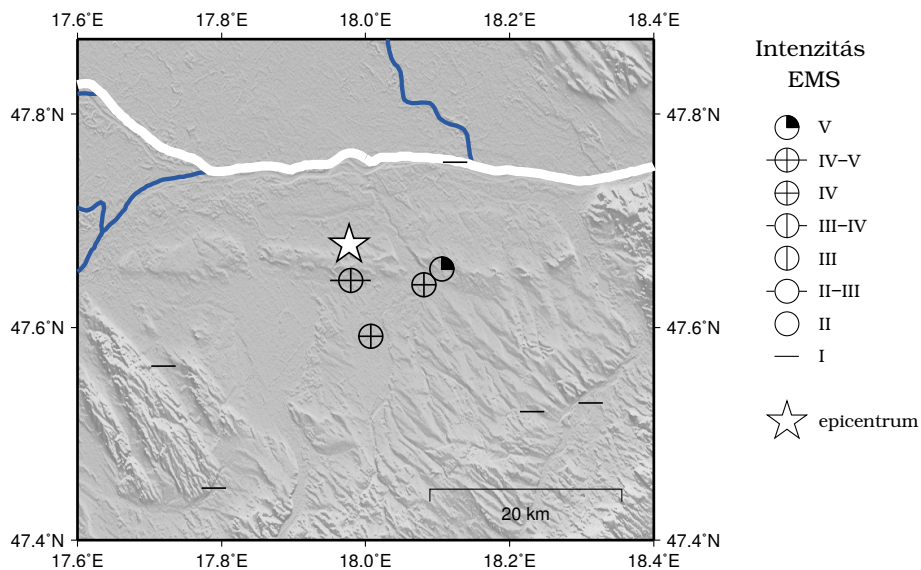 17.6°E 17.8°E 18.0°E 18.2°E 18.4°E
47.8°N 47.8°N
47.6°N 47.6°N
47.4°N 47.4°N
20 km
17.6°E 17.8°E 18.0°E 18.2°E 18.4°E
Intenzitás
EMS
V
IV–V
IV
III–IV
III
II–III
II
I
epicentrum